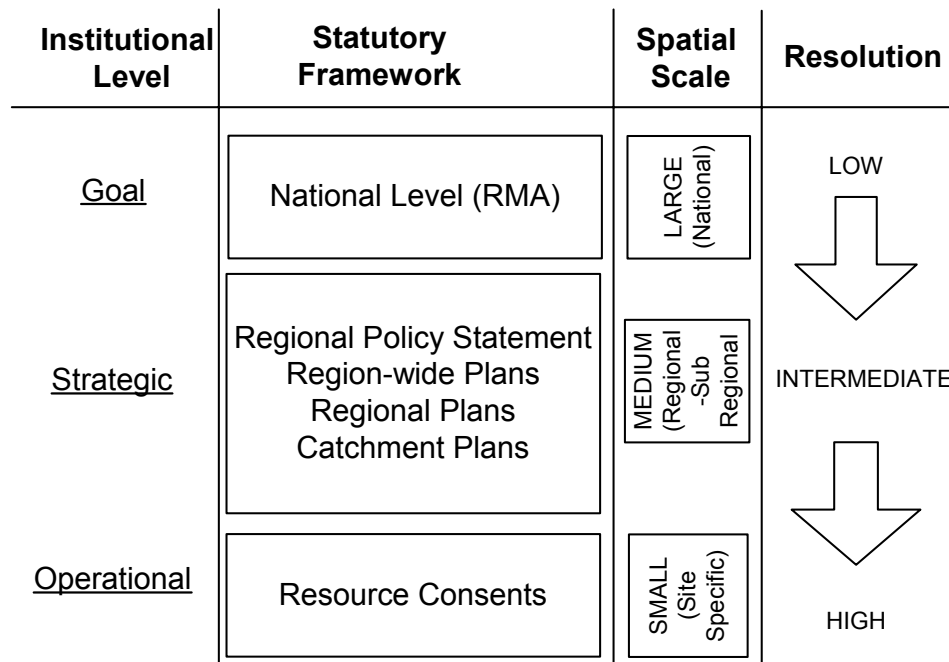 Institutional
Level
Statutory
Framework
Spatial
Scale
Resolution
Goal
National Level (RMA)
LARGE
(National)
LOW
Strategic
Regional Policy Statement
Region-wide Plans
Regional Plans
Catchment Plans
MEDIUM
(Regional
-Sub
Regional
INTERMEDIATE
Operational
Resource Consents
SMALL
(Site
Specific)
HIGH